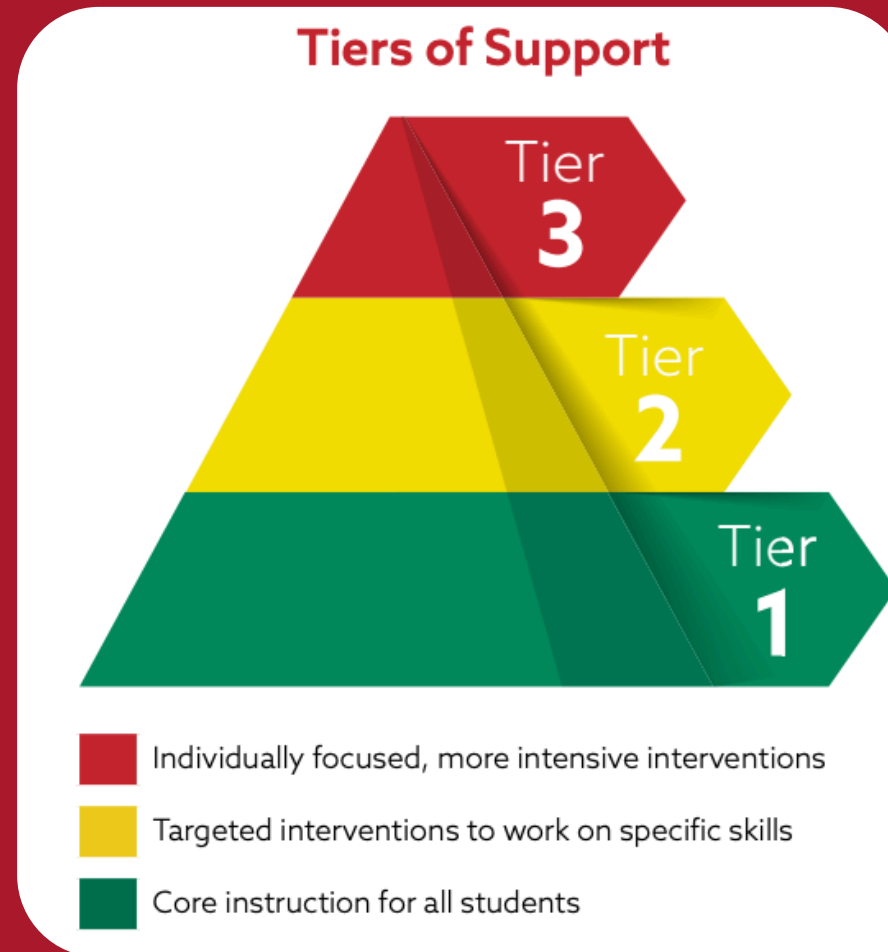 Tiers of Support
Tier
3
Tier
2
Tier
1
Individually focused, more intensive interventions
Targeted interventions to work on specific skills
Core instruction for all students